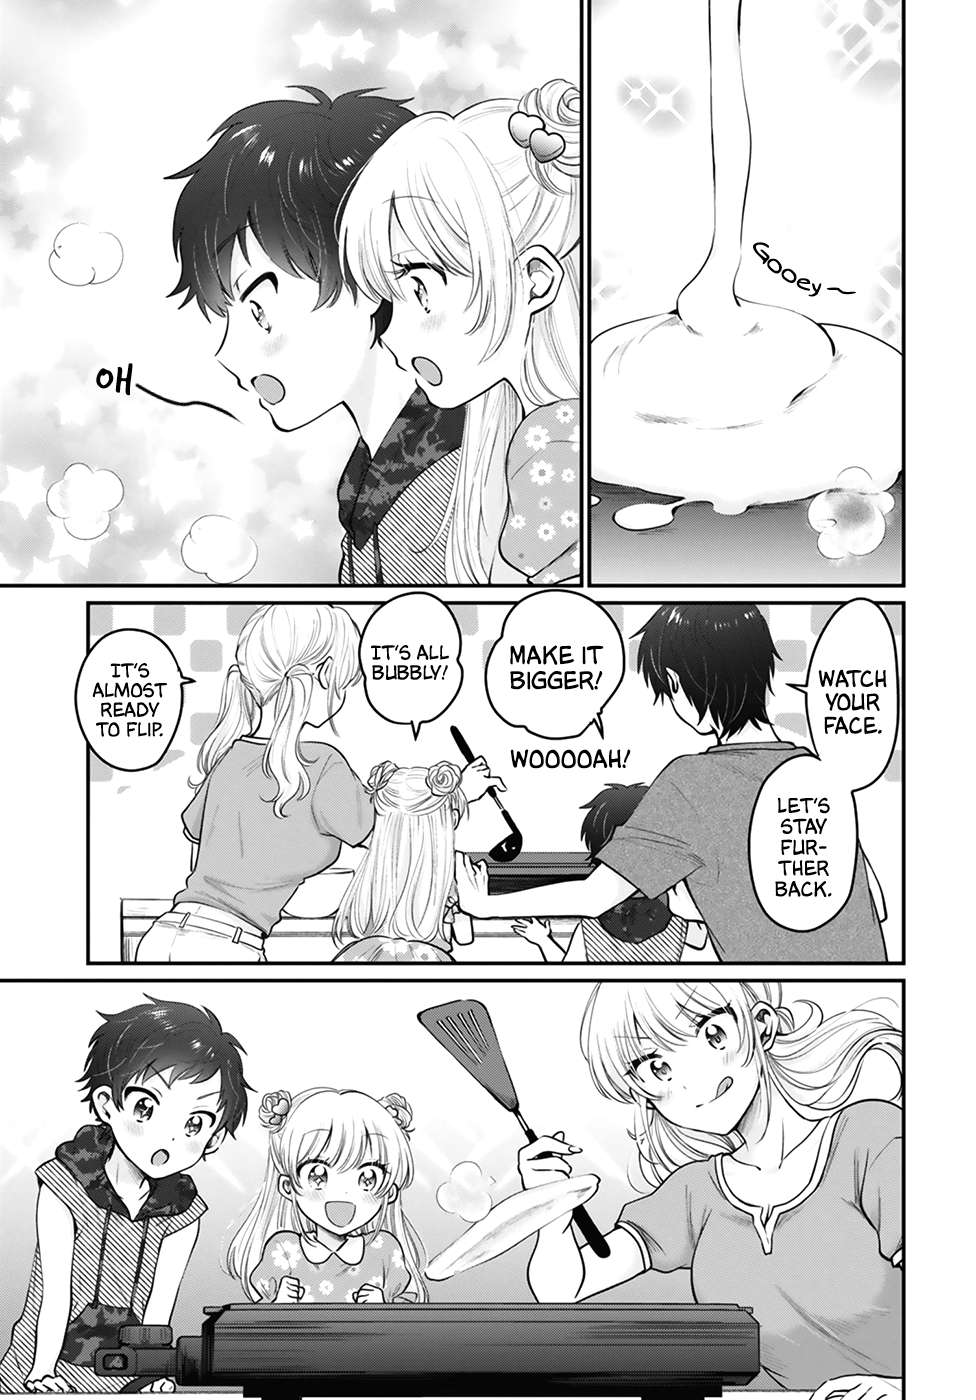 Gooey~
OH
WATCH
YOUR
FACE.
LET'S
STAY
FUR-
THER
BACK.
MAKE IT
BIGGER!
WOOOOAH!
IT'S ALL
BUBBLY!
IT'S
ALMOST
READY
TO FLIP.